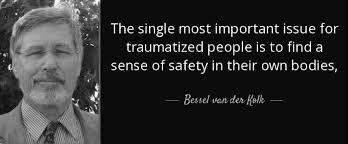 The single most important issue for
traumatized people is to find a
sense of safety in their own bodies,
Bessel van der Kolk